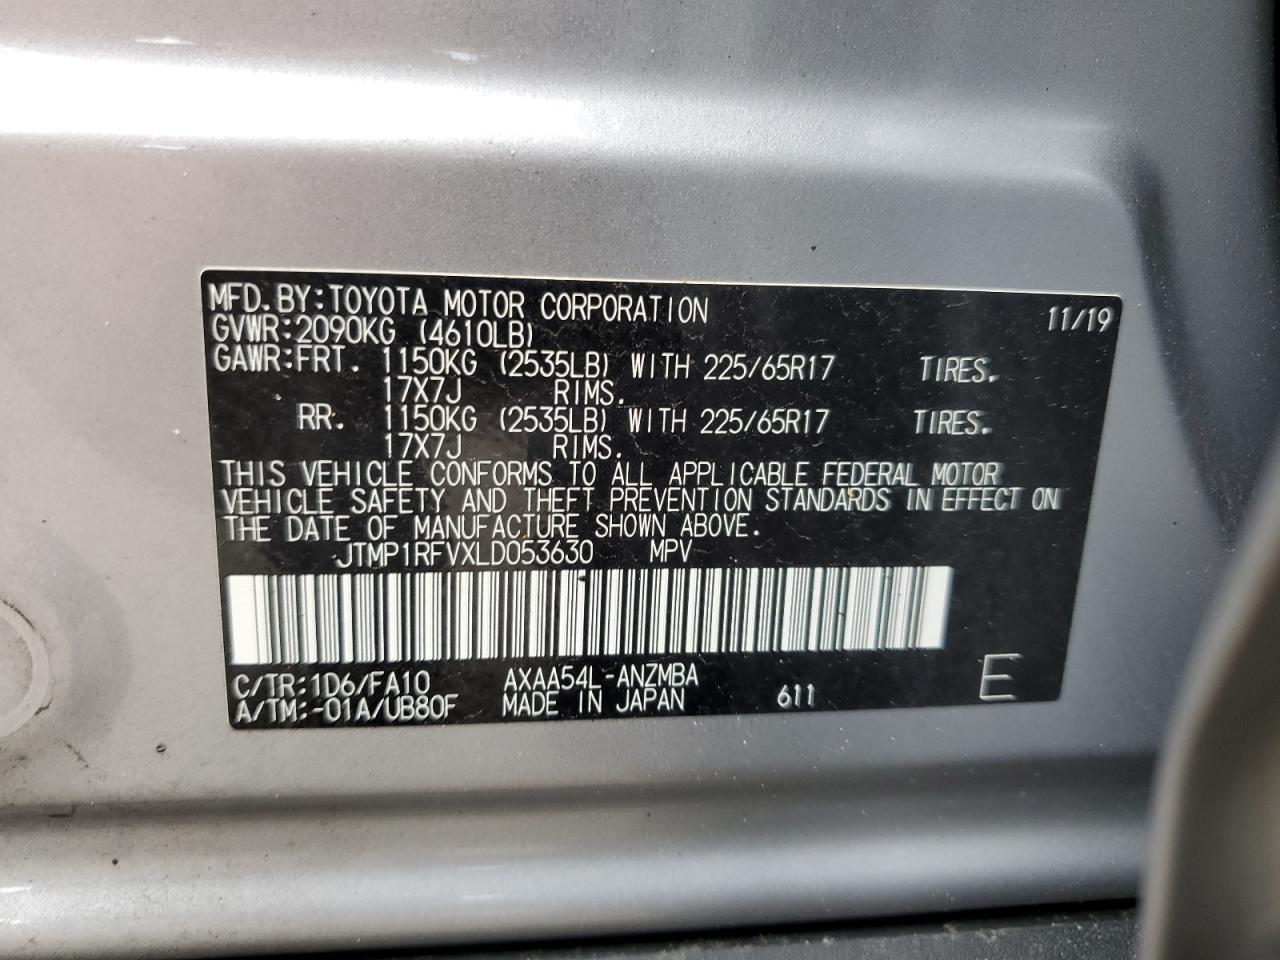 MFD. BY: TOYOTA MOTOR CORPORATION 11/19
GVWR: 2090KG (4610LB)
GAWR: FRT. 1150KG (2535LB) WITH 225/65R17 TIRES.
17X7J RIMS.
RR. 1150KG (2535LB) WITH 225/65R17 TIRES.
17X7J RIMS.
THIS VEHICLE CONFORMS TO ALL APPLICABLE FEDERAL MOTOR
VEHICLE SAFETY AND THEFT PREVENTION STANDARDS IN EFFECT ON
THE DATE OF MANUFACTURE SHOWN ABOVE.
JTMP1RFVXLD053630 MPV
C/TR: 1D6/FA10 AXAA54L-ANZMBA
A/TM: -01A/UB80F MADE IN JAPAN 611 E